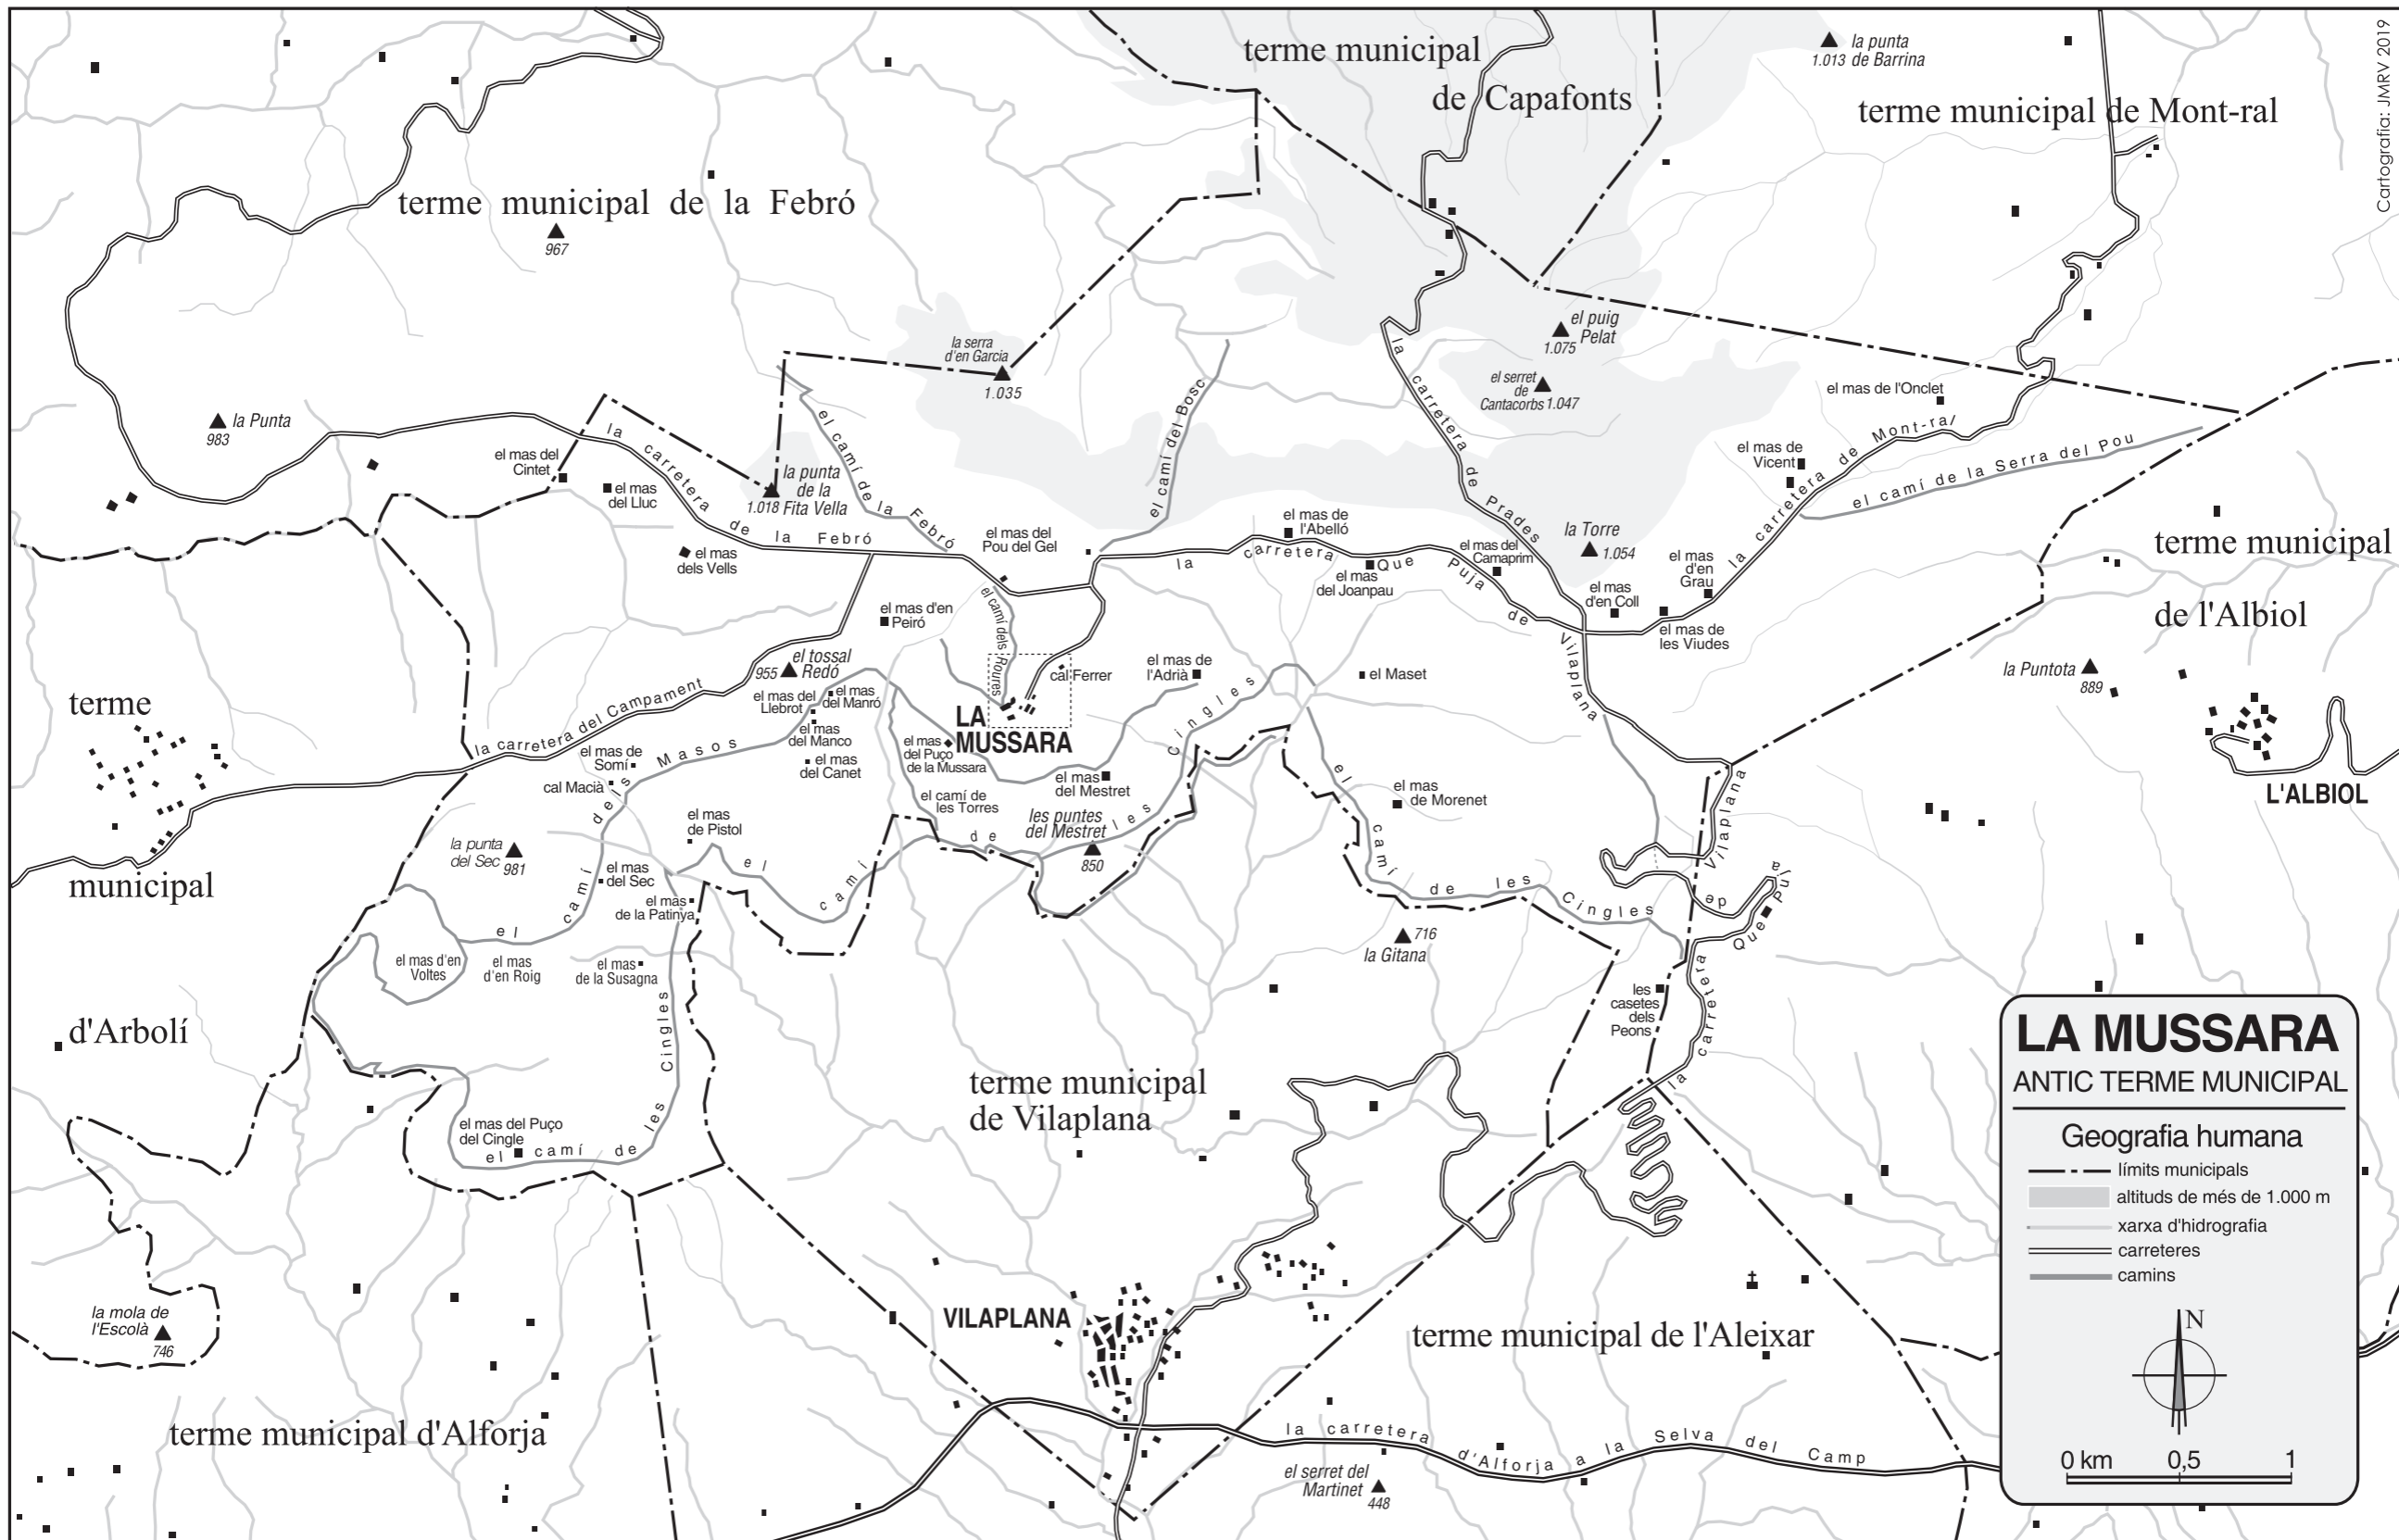 Cartografia: JMRV 2019
terme municipal
de Capafonts
la punta
1.013 de Barrina
terme municipal de Mont-ral
terme municipal de la Febró
967
el puig
Pelat
1.075
la serra
d'en Garcia
1.035
el serret
de
Cantacorbs 1.047
el mas de l'Onclet
la Punta
983
la carretera de la Febró
el camí de la Febró
el camí del Bosc
la carretera de Prades
la carretera de Mont-ral
el camí de la Serra del Pou
el mas del
Cintet
el mas
del Lluc
la punta
de la
1.018 Fita Vella
el mas de
Vicent
el mas
dels Vells
el mas del
Pou del Gel
el mas de
l'Abelló
la carretera Que Puja de Vilaplana
el mas
del Joanpau
el mas del
Camaprim
la Torre
1.054
el mas
d'en Coll
el mas
d'en
Grau
el mas de
les Viudes
terme municipal
de l'Albiol
el mas d'en
Peiró
el camí dels Roures
cal Ferrer
el mas de
l'Adrià
el Maset
la Puntota
889
el tossal
955 Redó
el mas del
Llebrot
el mas
del Manró
el mas
del Manco
el mas
del Canet
LA
MUSSARA
el mas
del Puçó
de la Mussara
la carretera del Campament
el mas de
Somí
cal Macià
el camí dels Masos
el mas
del Mestret
el camí de
les Torres
les puntes
del Mestret
850
el mas
de Morenet
L'ALBIOL
terme
municipal
d'Arbolí
la punta
del Sec 981
el mas
de Pistol
el mas
del Sec
el mas
de la Patinya
el camí de les Cingles
el camí de les Cingles
la carretera Que Puja de Vilaplana
716
la Gitana
el mas d'en
Voltes
el mas
d'en Roig
el mas
de la Susagna
les
casetes
dels
Peons
el mas del Puçó
del Cingle
el camí de les Cingles
terme municipal
de Vilaplana
LA MUSSARA
ANTIC TERME MUNICIPAL
Geografia humana
límits municipals
altituds de més de 1.000 m
xarxa d'hidrografia
carreteres
camins
N
0 km 0,5 1
la mola de
l'Escolà
746
VILAPLANA
terme municipal de l'Aleixar
terme municipal d'Alforja
la carretera d'Alforja a la Selva del Camp
el serret del
Martinet
448